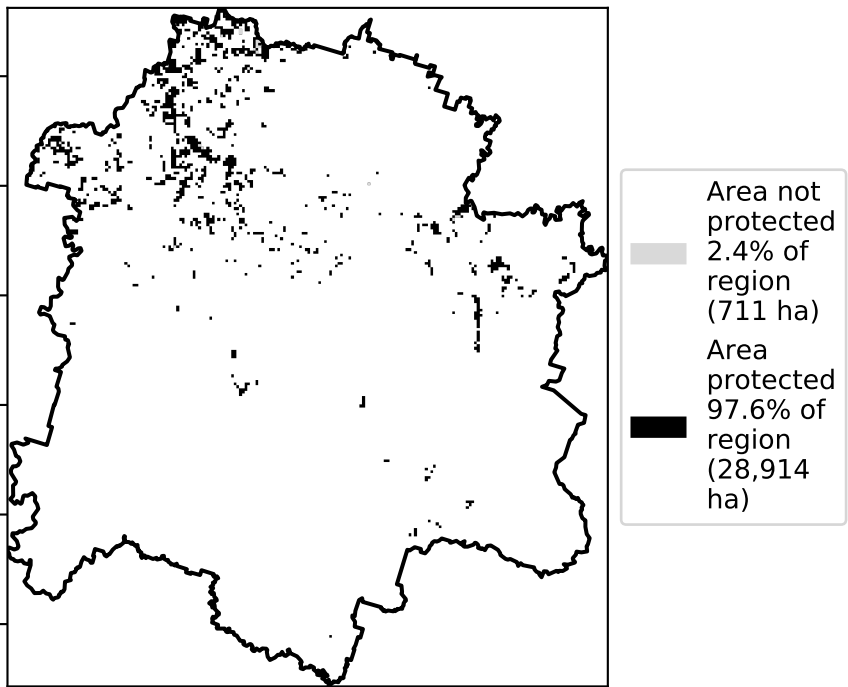 Area not
protected
2.4% of
region
(711 ha)
Area
protected
97.6% of
region
(28,914
ha)